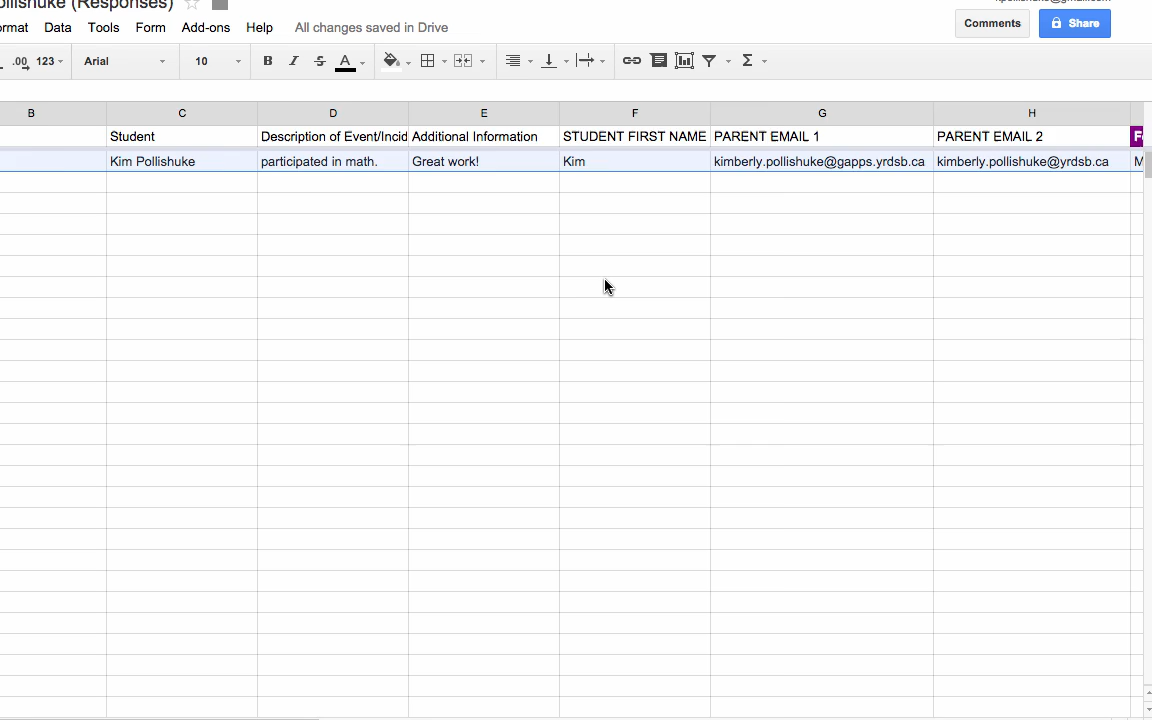 (Responses)
Data Tools Form Add-ons Help All changes saved in Drive Comments Share
.00 123 Arial 10 B I S A
B C D E F G H
Student Description of Event/Incid Additional Information STUDENT FIRST NAME PARENT EMAIL 1 PARENT EMAIL 2
Kim Pollishuke participated in math. Great work! Kim kimberly.pollishuke@gapps.yrdsb.ca kimberly.pollishuke@yrdsb.ca M